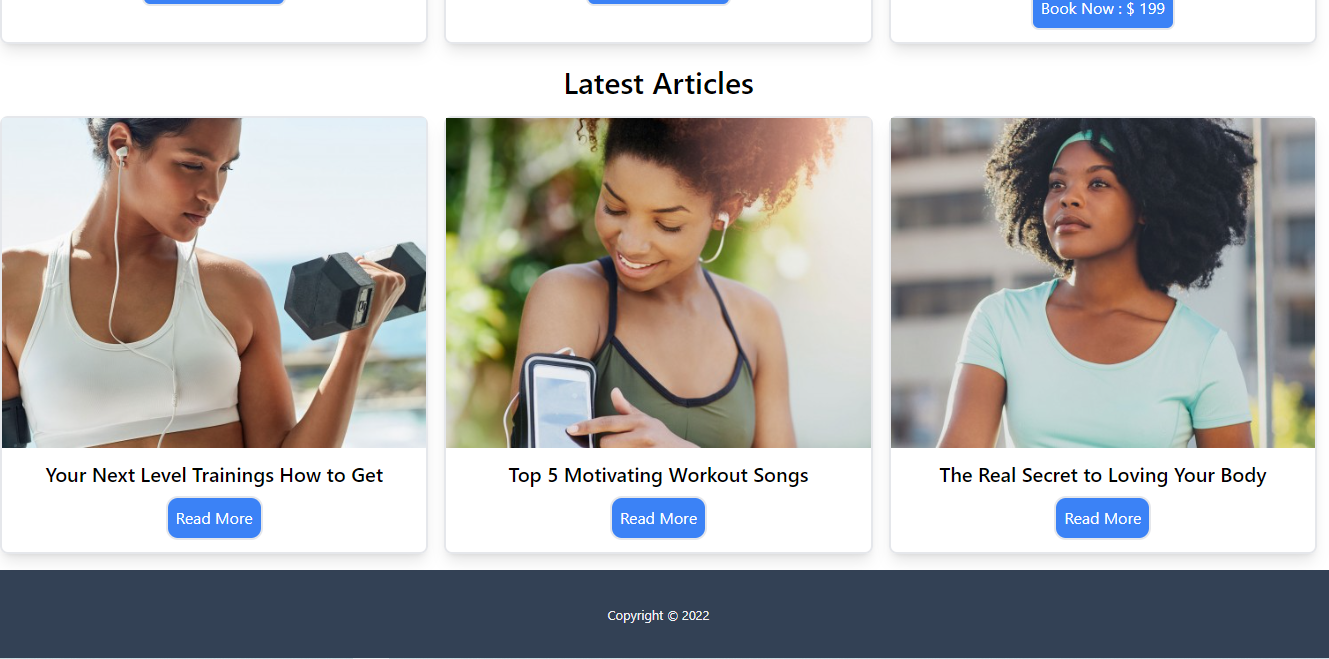 Book Now : $ 199
Latest Articles
Your Next Level Trainings How to Get
Top 5 Motivating Workout Songs
The Real Secret to Loving Your Body
Read More
Read More
Read More
Copyright © 2022